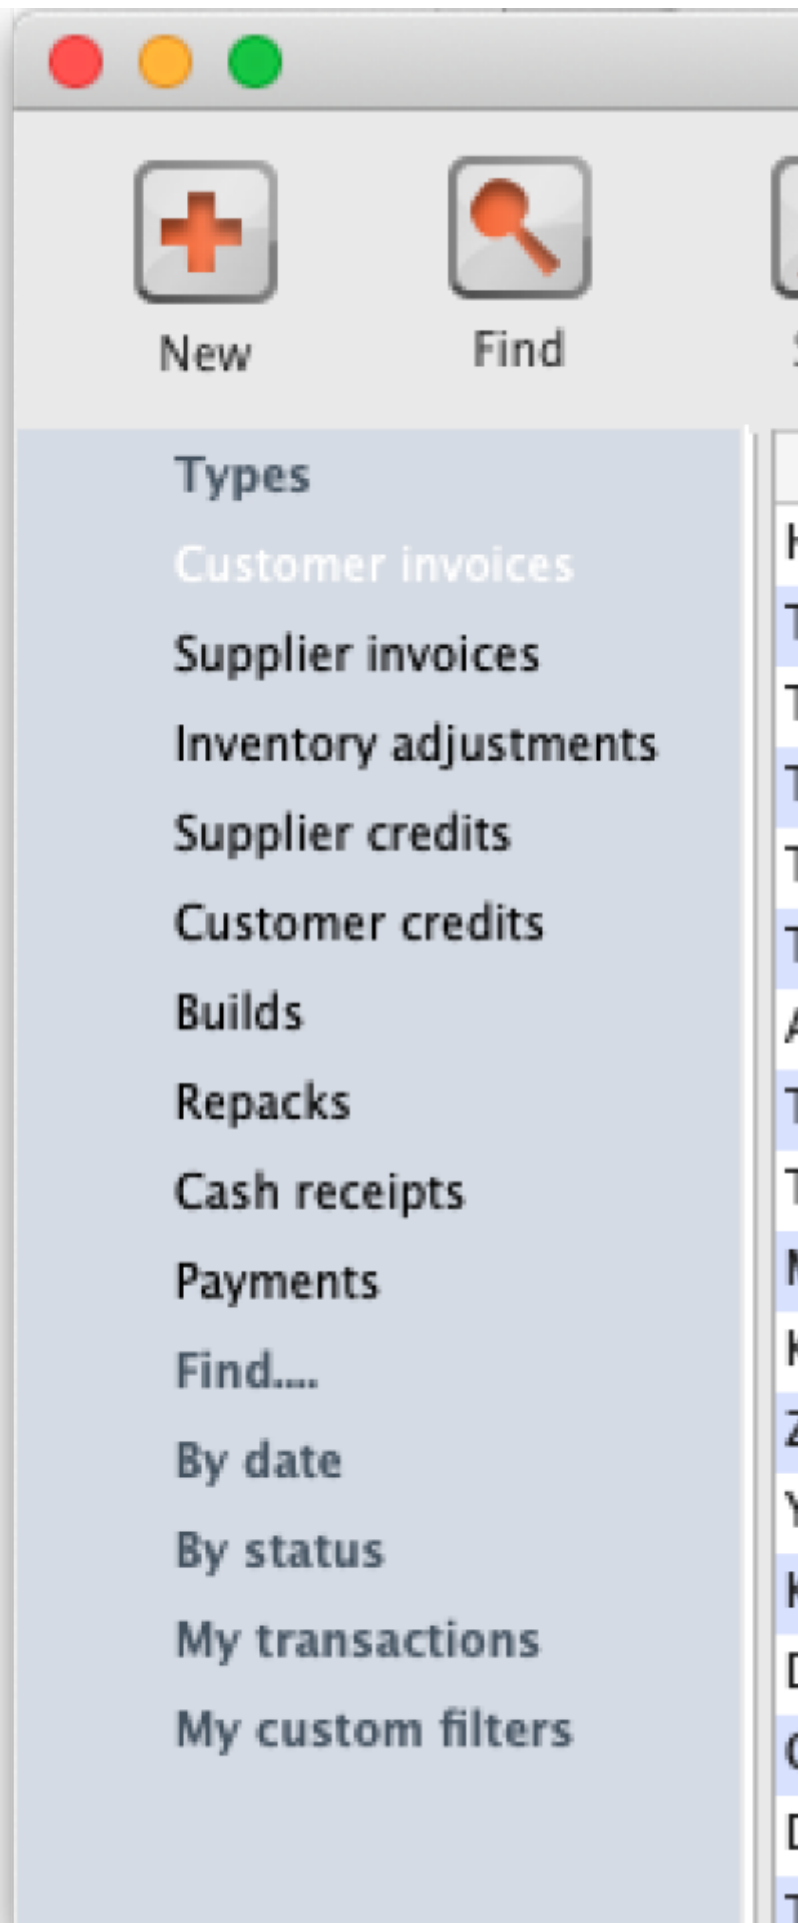 New
Find
Types
Customer invoices
Supplier invoices
Inventory adjustments
Supplier credits
Customer credits
Builds
Repacks
Cash receipts
Payments
Find....
By date
By status
My transactions
My custom filters